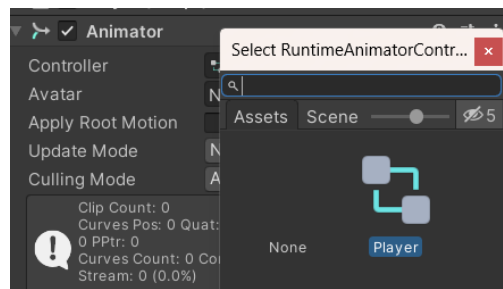 Animator
Select RuntimeAnimatorContr...
Controller
Avatar
Apply Root Motion
Update Mode
Culling Mode
Assets Scene 5
Clip Count: 0
Curves Pos: 0 Quat:
0 PPtr: 0
Curves Count: 0
Stream: 0 (0.0%)
None Player